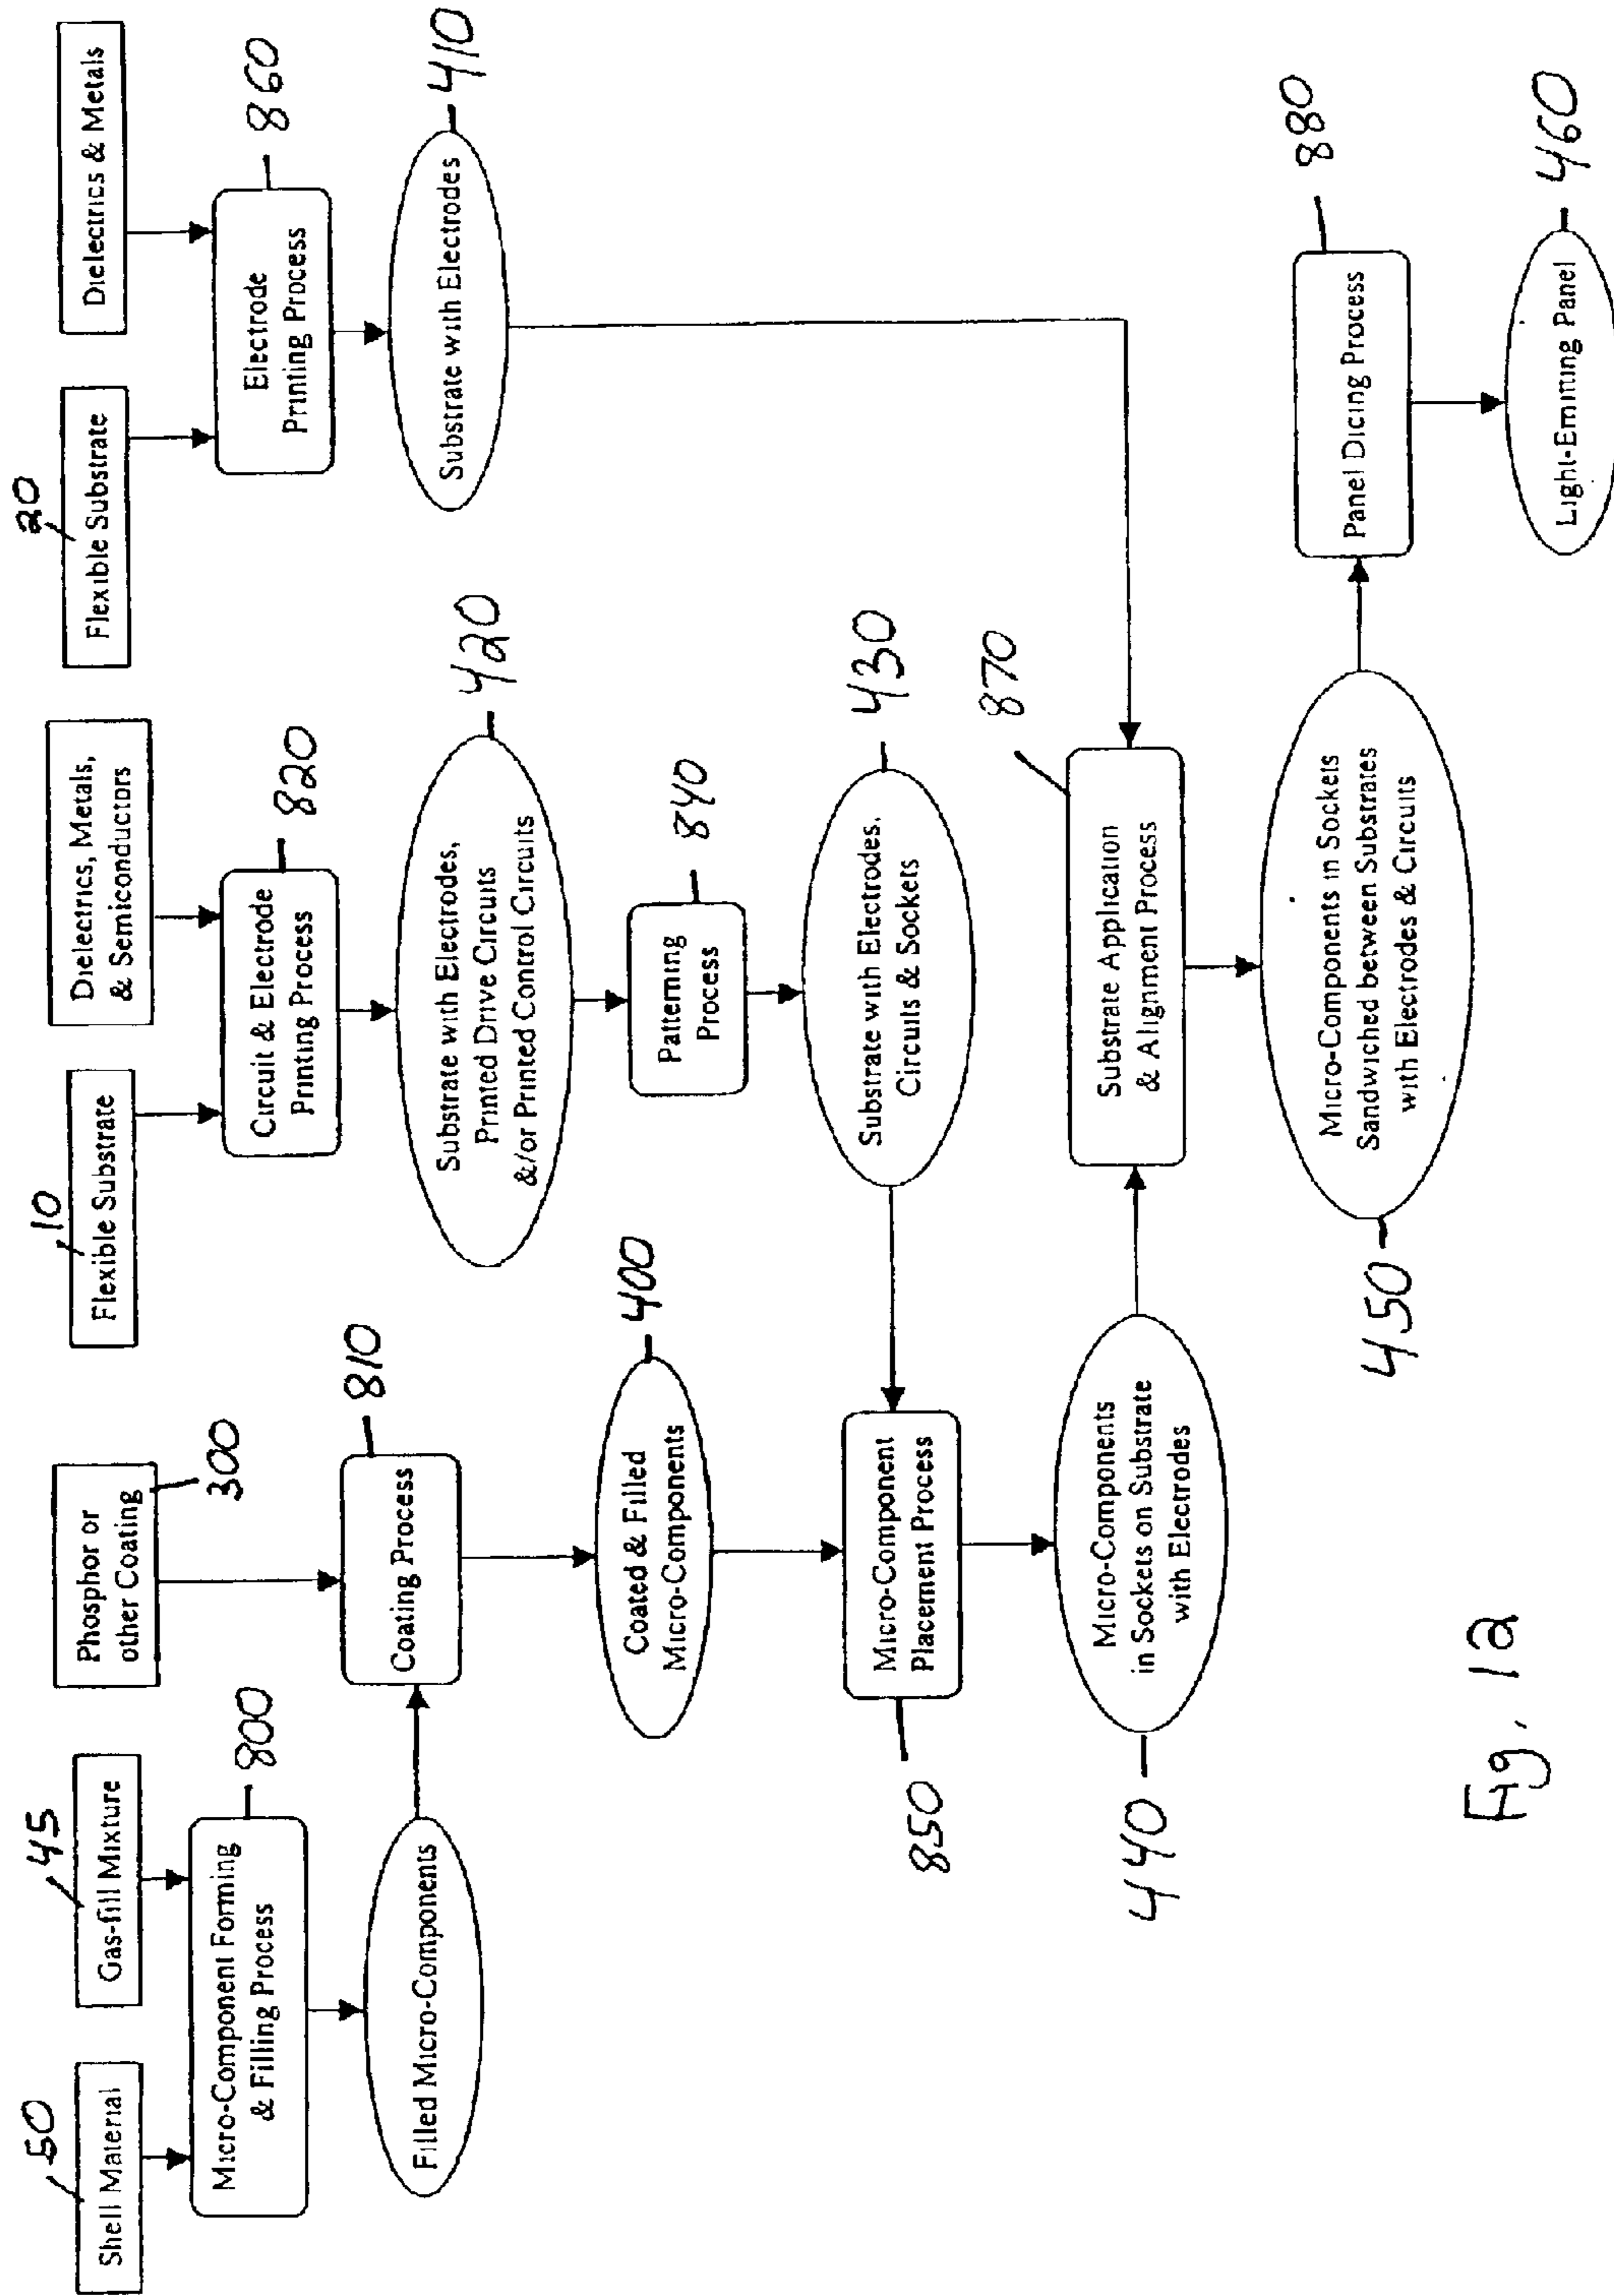 50
Shell Material
45
Gas-fill Mixture
Micro-Component Forming
& Filling Process
800
Filled Micro-Components
Phosphor or
other Coating
300
Coating Process
810
Coated & Filled
Micro-Components
400
10
Flexible Substrate
Dielectrics, Metals,
& Semiconductors
Circuit & Electrode
Printing Process
820
Substrate with Electrodes,
Printed Drive Circuits
&/or Printed Control Circuits
420
Patterning
Process
840
Substrate with Electrodes,
Circuits & Sockets
430
20
Flexible Substrate
Dielectrics & Metals
Electrode
Printing Process
860
Substrate with Electrodes
410
Micro-Component
Placement Process
850
Micro-Components
in Sockets on Substrate
with Electrodes
440
Substrate Application
& Alignment Process
870
Micro-Components in Sockets
Sandwiched between Substrates
with Electrodes & Circuits
450
Panel Dicing Process
880
Light-Emitting Panel
460
Fig. 12